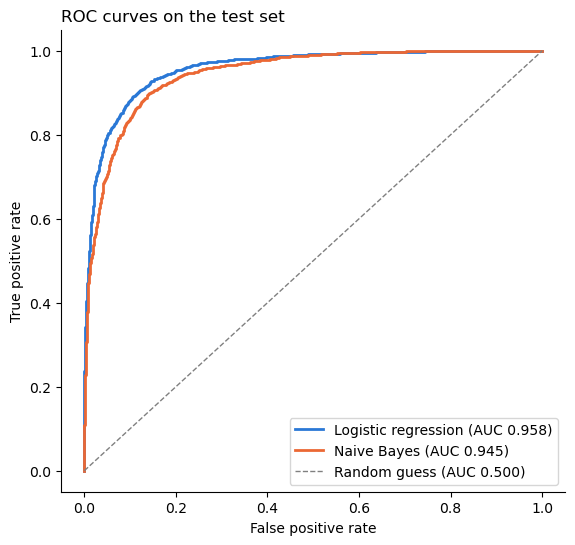 ROC curves on the test set
True positive rate
1.0
0.8
0.6
0.4
0.2
0.0
Logistic regression (AUC 0.958)
Naive Bayes (AUC 0.945)
Random guess (AUC 0.500)
0.0 0.2 0.4 0.6 0.8 1.0
False positive rate